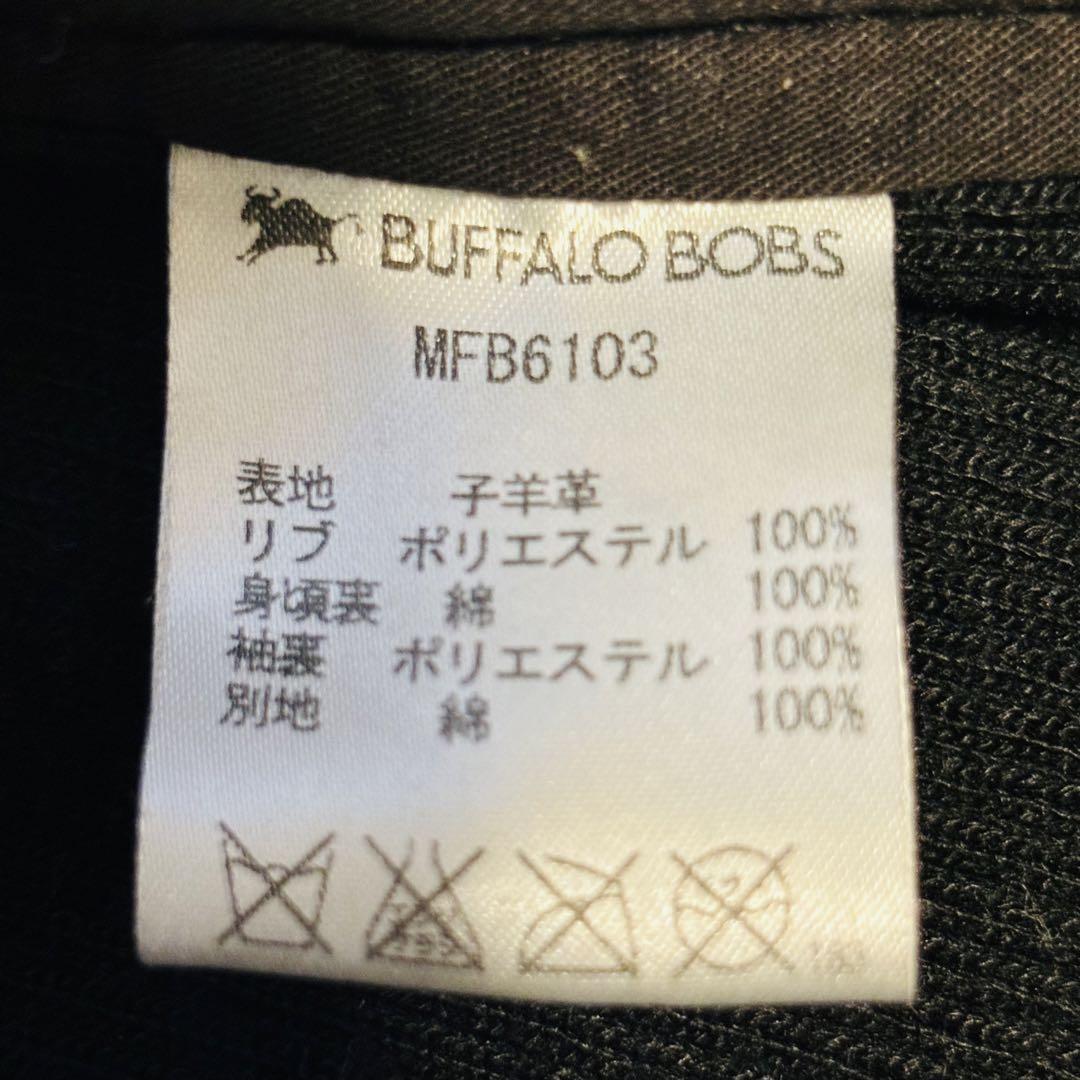 BUFFALO BOBS
MFB6103
表地 子羊革
リブ ポリエステル 100%
身頃裏 綿 100%
袖裏 ポリエステル 100%
別地 綿 100%